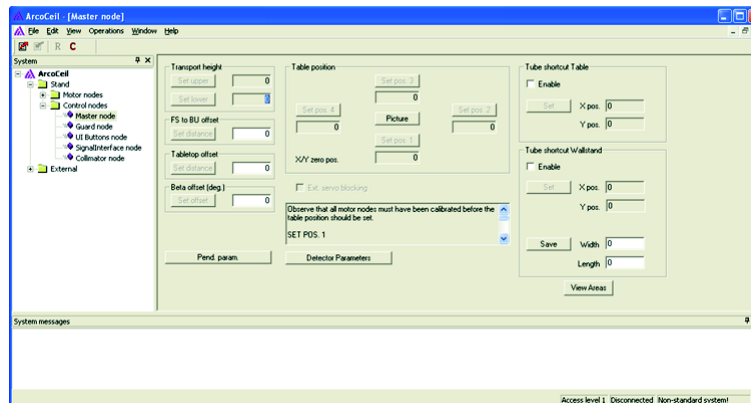 ArcoCeil - [Master node]
File Edit View Operations Window Help
R C
System
ArcoCeil
Stand
Motor nodes
Control nodes
Master node
Guard node
UI Buttons node
SignalInterface node
Collimator node
External
Transport height
Set upper 0
Set lower 0
FS to BU offset
Set distance 0
Tabletop offset
Set distance 0
Beta offset (deg.)
Set offset 0
Pend. param.
Table position
Set pos. 3
0
Set pos. 4 Picture Set pos. 2
0 0
Set pos. 1
X/Y zero pos. 0
Ext. servo blocking
Observe that all motor nodes must have been calibrated before the
table position should be set.
SET POS. 1
Detector Parameters
Tube shortcut Table
Enable
Set X pos. 0
Y pos. 0
Tube shortcut Wallstand
Enable
Set X pos. 0
Y pos. 0
Save Width 0
Length 0
View Areas
System messages
Access level 1 Disconnected Non-standard system!